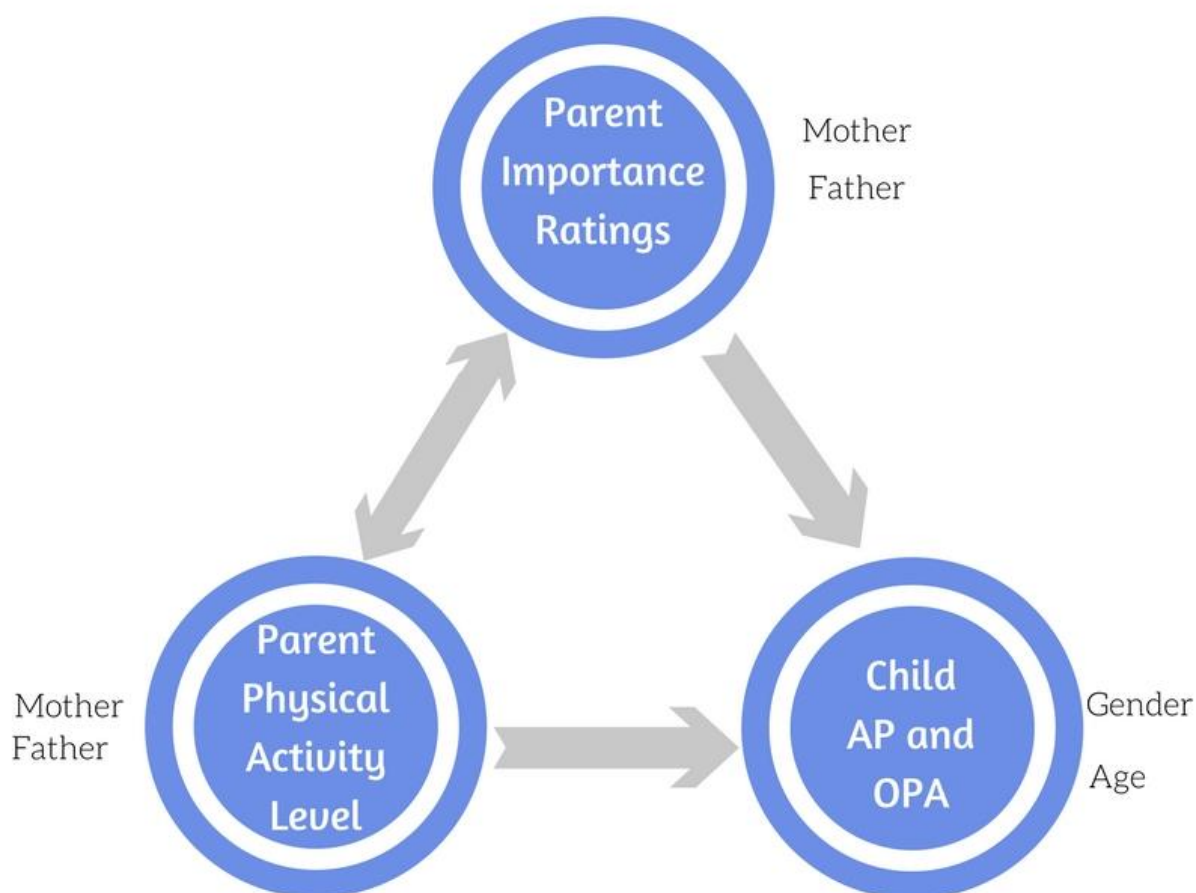 Parent
Importance
Ratings
Mother
Father
Mother
Father
Parent
Physical
Activity
Level
Child
AP and
OPA
Gender
Age